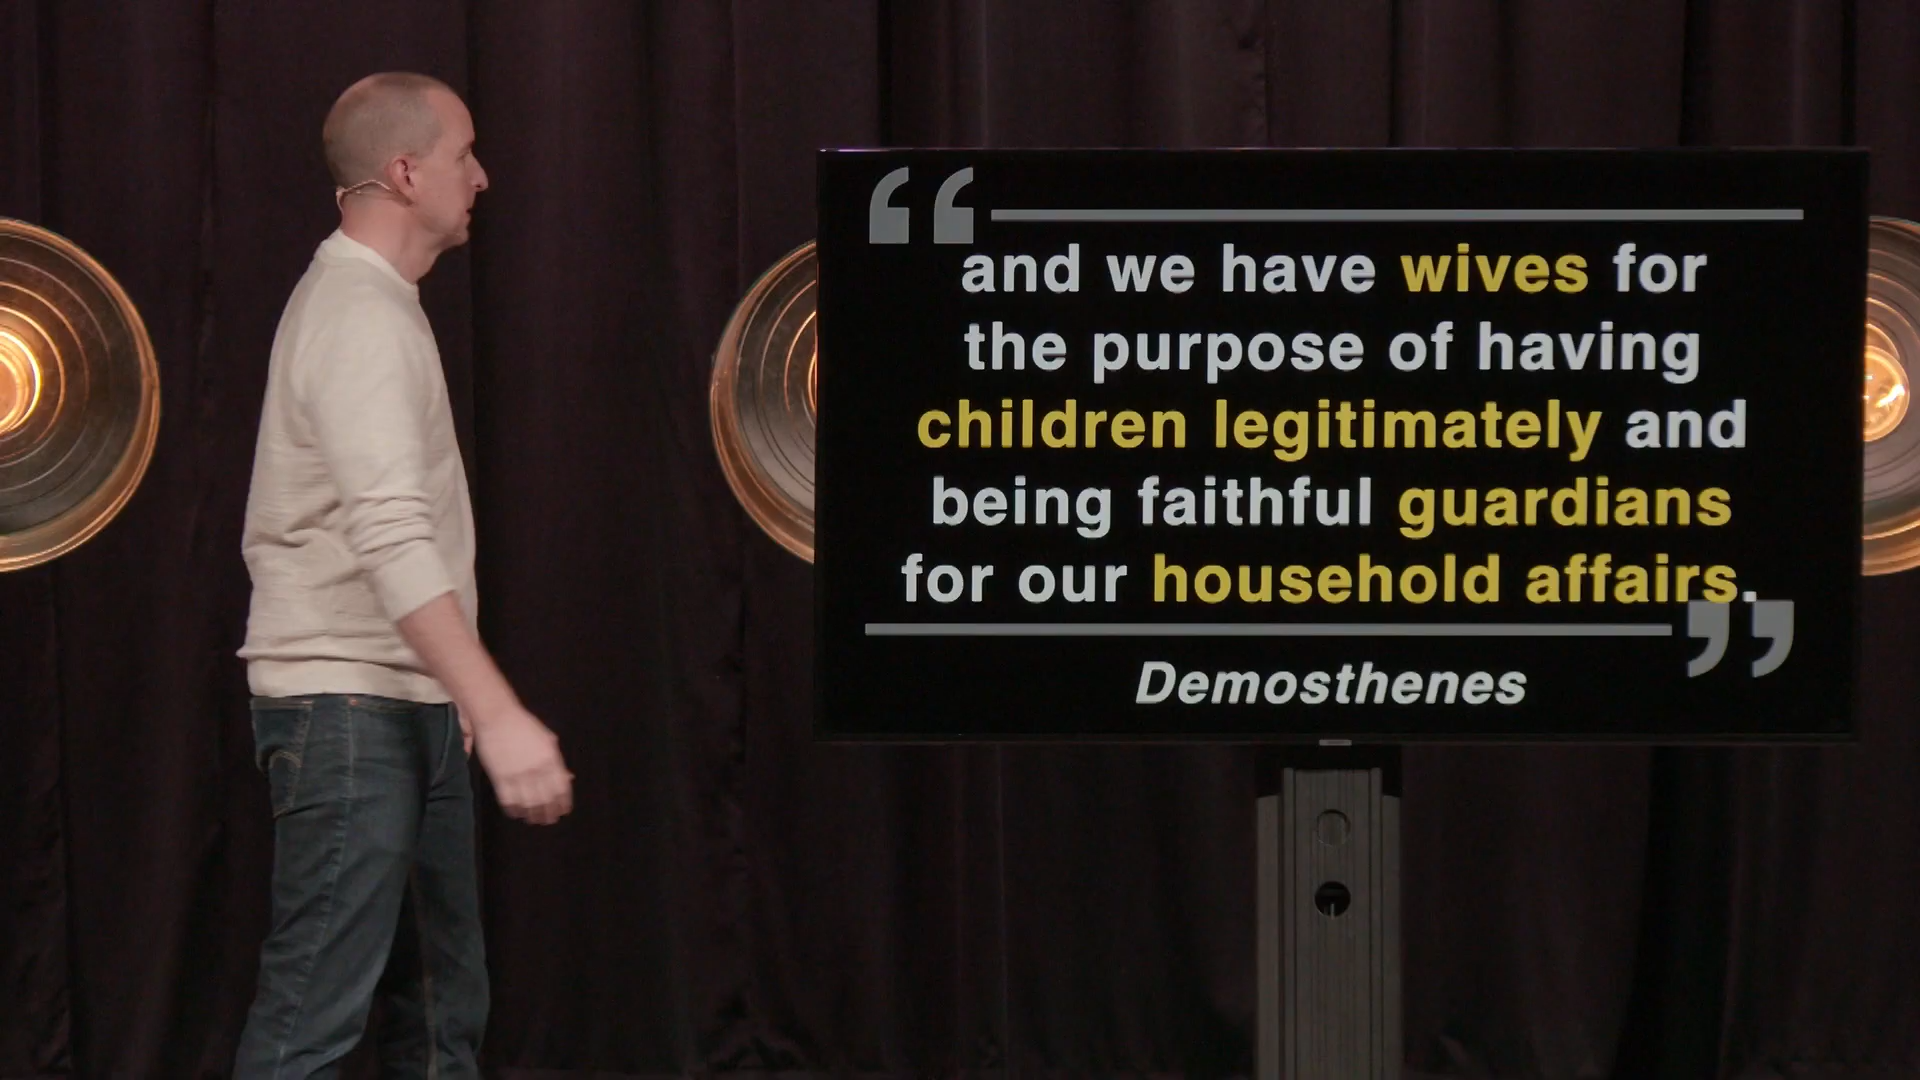 “
and we have wives for
the purpose of having
children legitimately and
being faithful guardians
for our household affairs.
”
Demosthenes